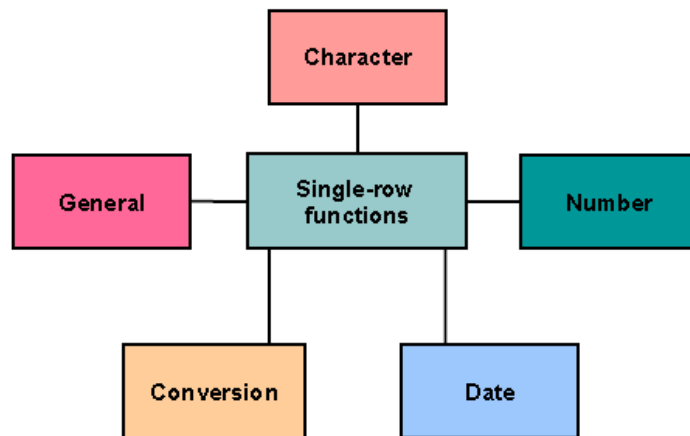 Character
General
Single-row
functions
Number
Conversion
Date